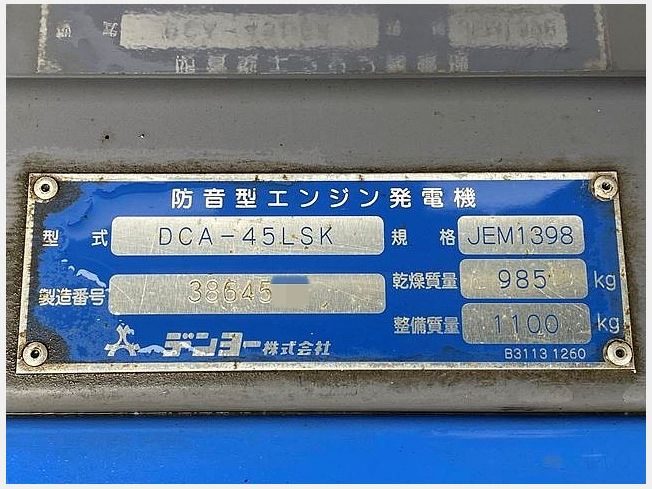 防音型エンジン発電機
型式 DCA-45LSK 規格 JEM1398
製造番号 38645 乾燥質量 985 kg
整備質量 1100 kg
デンヨー株式会社
B3113 1260